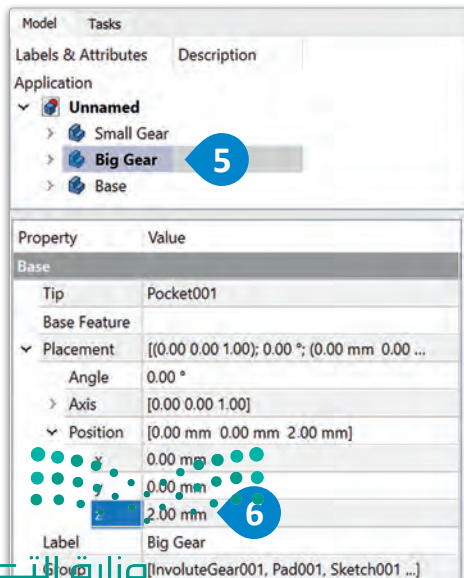 Model Tasks
Labels & Attributes Description
Application
Unnamed
Small Gear
Big Gear 5
Base
Property Value
Base
Tip Pocket001
Base Feature
Placement [(0.00 0.00 1.00); 0.00 °; (0.00 mm 0.00 ...
Angle 0.00 °
Axis [0.00 0.00 1.00]
Position [0.00 mm 0.00 mm 2.00 mm]
x 0.00 mm
y 0.00 mm
z 2.00 mm 6
Label Big Gear
Group [InvoluteGear001, Pad001, Sketch001 ...]